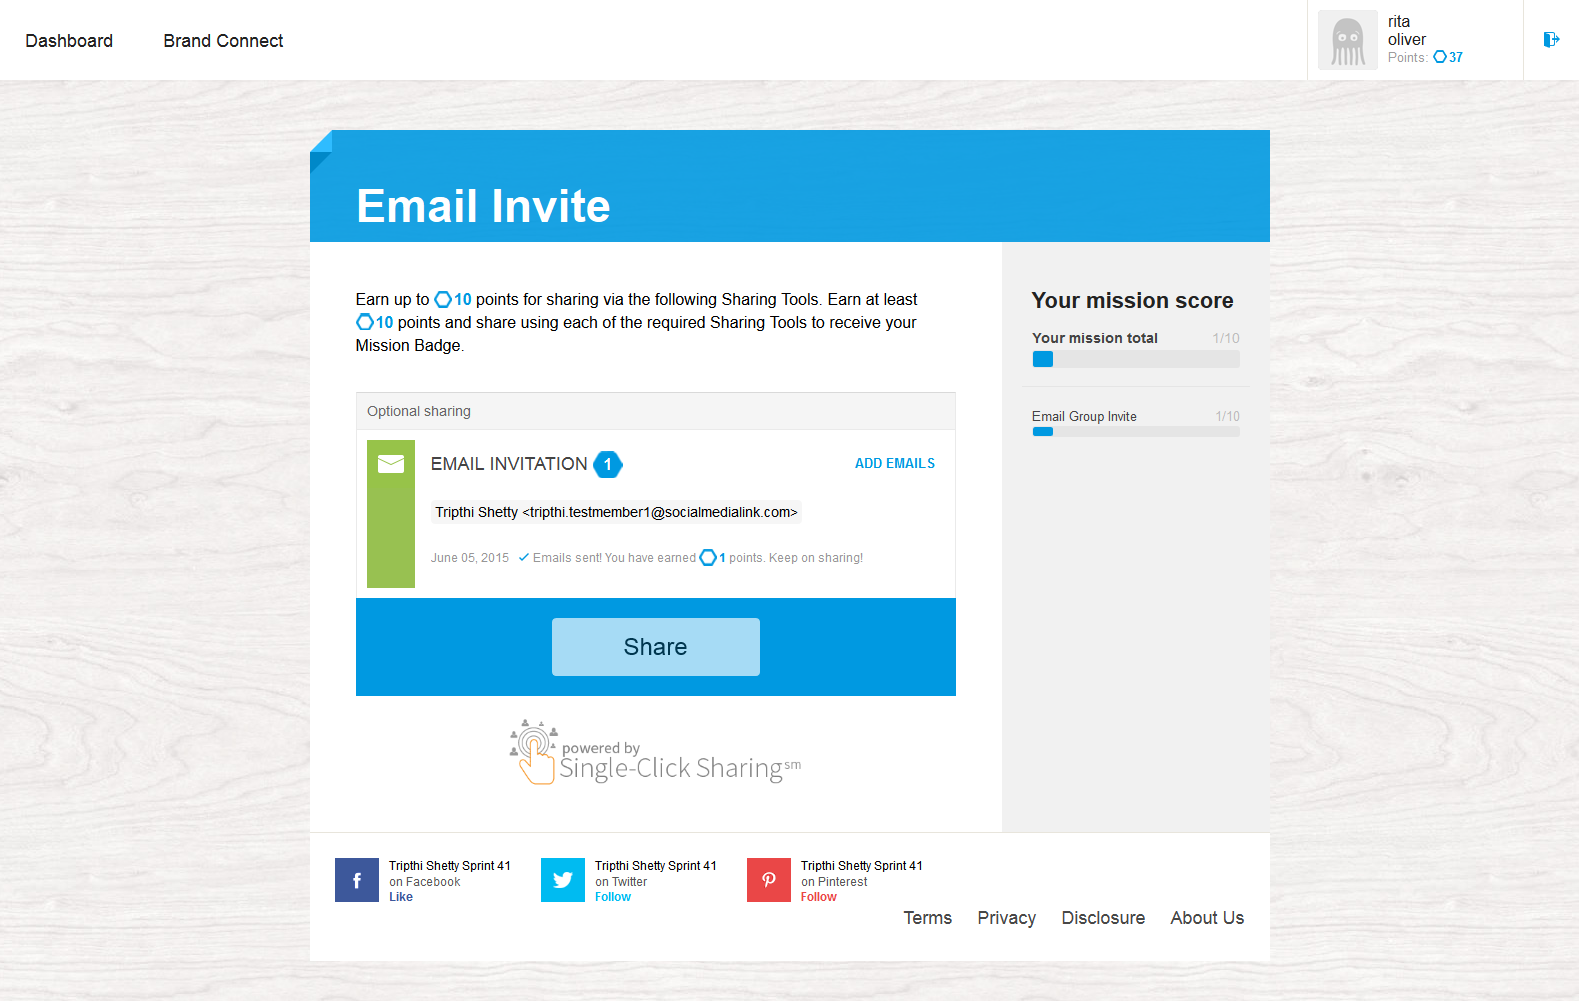 Dashboard
Brand Connect
rita
oliver
Points: 37
Email Invite
Earn up to 10 points for sharing via the following Sharing Tools. Earn at least
10 points and share using each of the required Sharing Tools to receive your
Mission Badge.
Optional sharing
EMAIL INVITATION 1
ADD EMAILS
Tripthi Shetty <tripthi.testmember1@socialmedialink.com>
June 05, 2015 Emails sent! You have earned 1 points. Keep on sharing!
Share
powered by
Single-Click Sharing sm
Your mission score
Your mission total 1/10
Email Group Invite 1/10
Tripthi Shetty Sprint 41
on Facebook
Like
Tripthi Shetty Sprint 41
on Twitter
Follow
Tripthi Shetty Sprint 41
on Pinterest
Follow
Terms
Privacy
Disclosure
About Us